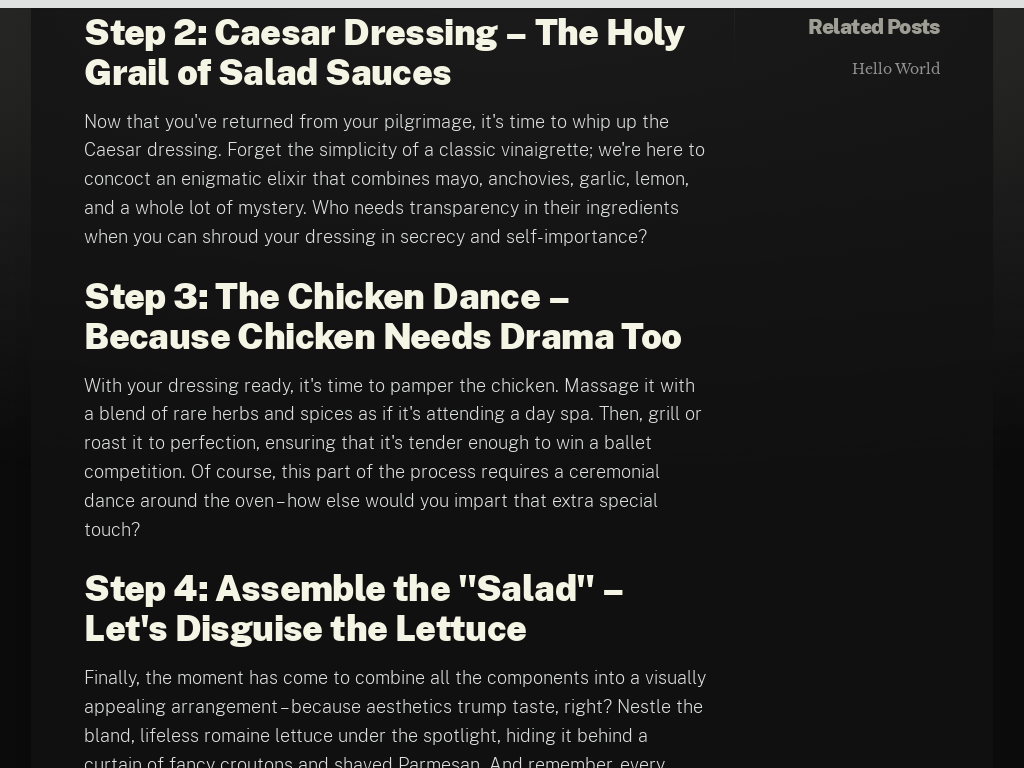 Step 2: Caesar Dressing – The Holy
Grail of Salad Sauces
Now that you've returned from your pilgrimage, it's time to whip up the
Caesar dressing. Forget the simplicity of a classic vinaigrette; we're here to
concoct an enigmatic elixir that combines mayo, anchovies, garlic, lemon,
and a whole lot of mystery. Who needs transparency in their ingredients
when you can shroud your dressing in secrecy and self-importance?
Step 3: The Chicken Dance –
Because Chicken Needs Drama Too
With your dressing ready, it's time to pamper the chicken. Massage it with
a blend of rare herbs and spices as if it's attending a day spa. Then, grill or
roast it to perfection, ensuring that it's tender enough to win a ballet
competition. Of course, this part of the process requires a ceremonial
dance around the oven–how else would you impart that extra special
touch?
Step 4: Assemble the "Salad" –
Let's Disguise the Lettuce
Finally, the moment has come to combine all the components into a visually
appealing arrangement–because aesthetics trump taste, right? Nestle the
bland, lifeless romaine lettuce under the spotlight, hiding it behind a
curtain of fancy croutons and shaved Parmesan. And remember, every
Related Posts
Hello World